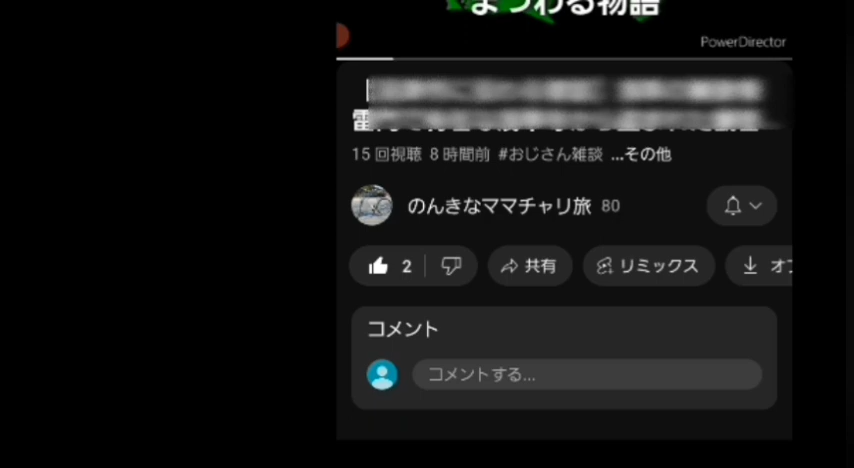 まつわる物語
PowerDirector
15 回視聴 8 時間前 #おじさん雑談 ...その他
のんきなママチャリ旅 80
2 共有 リミックス
コメント
コメントする...